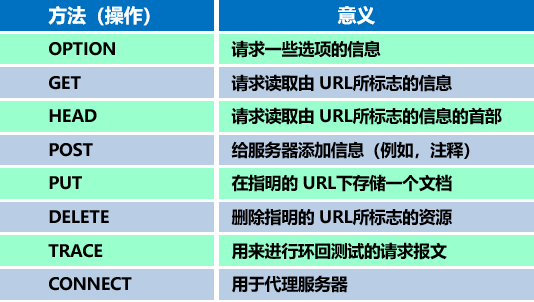 方法（操作） 意义
OPTION 请求一些选项的信息
GET 请求读取由 URL所标志的信息
HEAD 请求读取由 URL所标志的信息的首部
POST 给服务器添加信息（例如，注释）
PUT 在指明的 URL下存储一个文档
DELETE 删除指明的 URL所标志的资源
TRACE 用来进行环回测试的请求报文
CONNECT 用于代理服务器